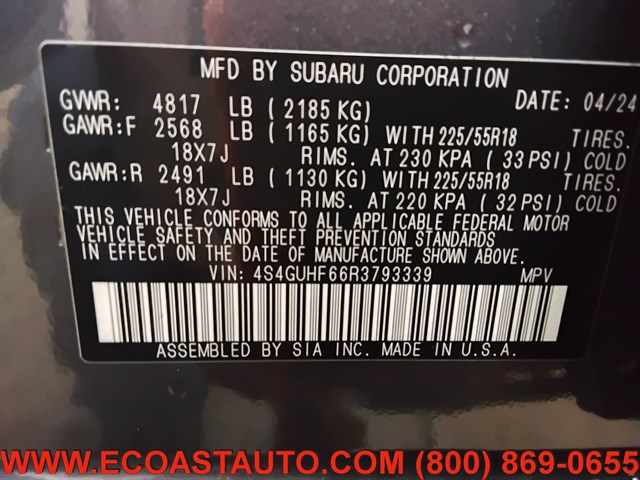 MFD BY SUBARU CORPORATION
GVWR: 4817 LB ( 2185 KG) DATE: 04/24
GAWR:F 2568 LB ( 1165 KG) WITH 225/55R18 TIRES.
18X7J RIMS. AT 230 KPA ( 33 PSI) COLD
GAWR:R 2491 LB ( 1130 KG) WITH 225/55R18 TIRES.
18X7J RIMS. AT 220 KPA ( 32 PSI) COLD
THIS VEHICLE CONFORMS TO ALL APPLICABLE FEDERAL MOTOR
VEHICLE SAFETY AND THEFT PREVENTION STANDARDS
IN EFFECT ON THE DATE OF MANUFACTURE SHOWN ABOVE.
VIN: 4S4GUHF66R3793339 MPV
ASSEMBLED BY SIA INC. MADE IN U.S.A.
WWW.ECOASTAUTO.COM (800) 869-0655